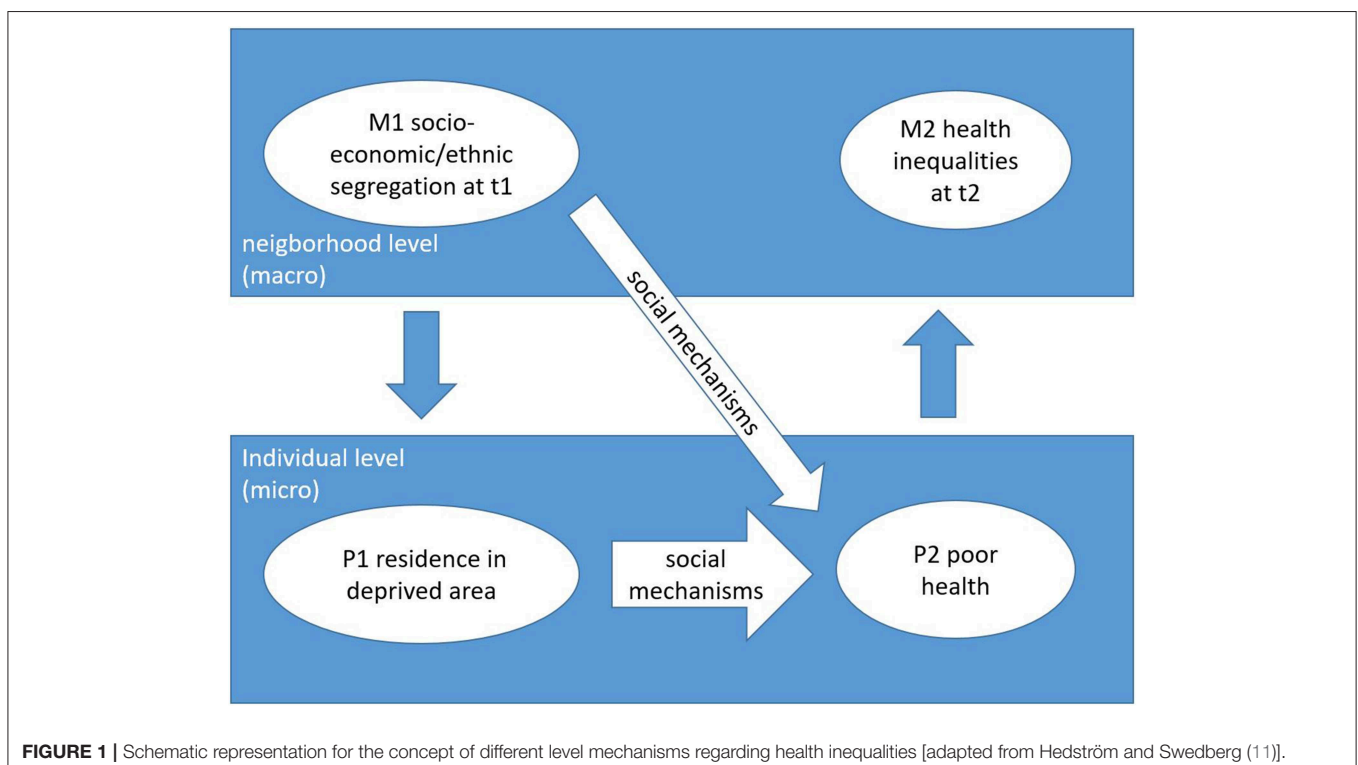 M1 socio-
economic/ethnic
segregation at t1
M2 health
inequalities
at t2
neigborhood level
(macro)
social mechanisms
Individual level
(micro)
P1 residence in
deprived area
social
mechanisms
P2 poor
health
FIGURE 1 | Schematic representation for the concept of different level mechanisms regarding health inequalities [adapted from Hedström and Swedberg (11)].